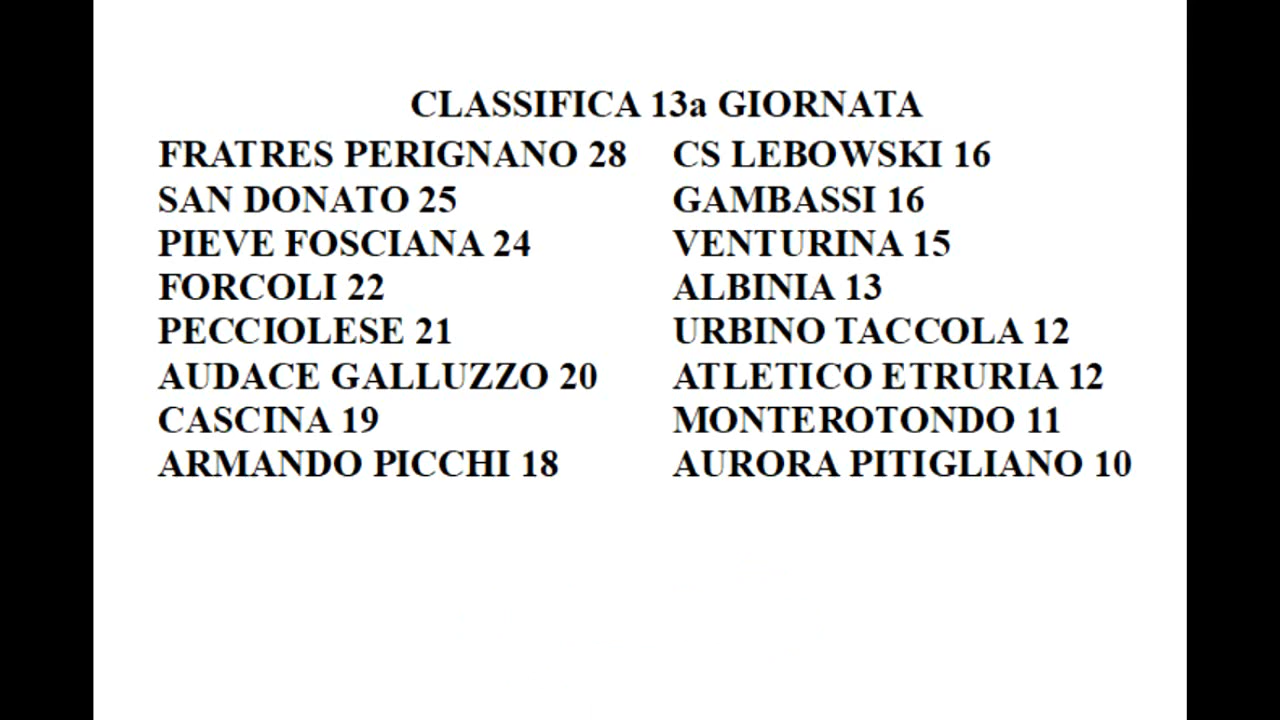 CLASSIFICA 13a GIORNATA
FRATRES PERIGNANO 28
SAN DONATO 25
PIEVE FOSCIANA 24
FORCOLI 22
PECCIOLESE 21
AUDACE GALLUZZO 20
CASCINA 19
ARMANDO PICCHI 18
CS LEBOWSKI 16
GAMBASSI 16
VENTURINA 15
ALBINIA 13
URBINO TACCOLA 12
ATLETICO ETRURIA 12
MONTEROTONDO 11
AURORA PITIGLIANO 10